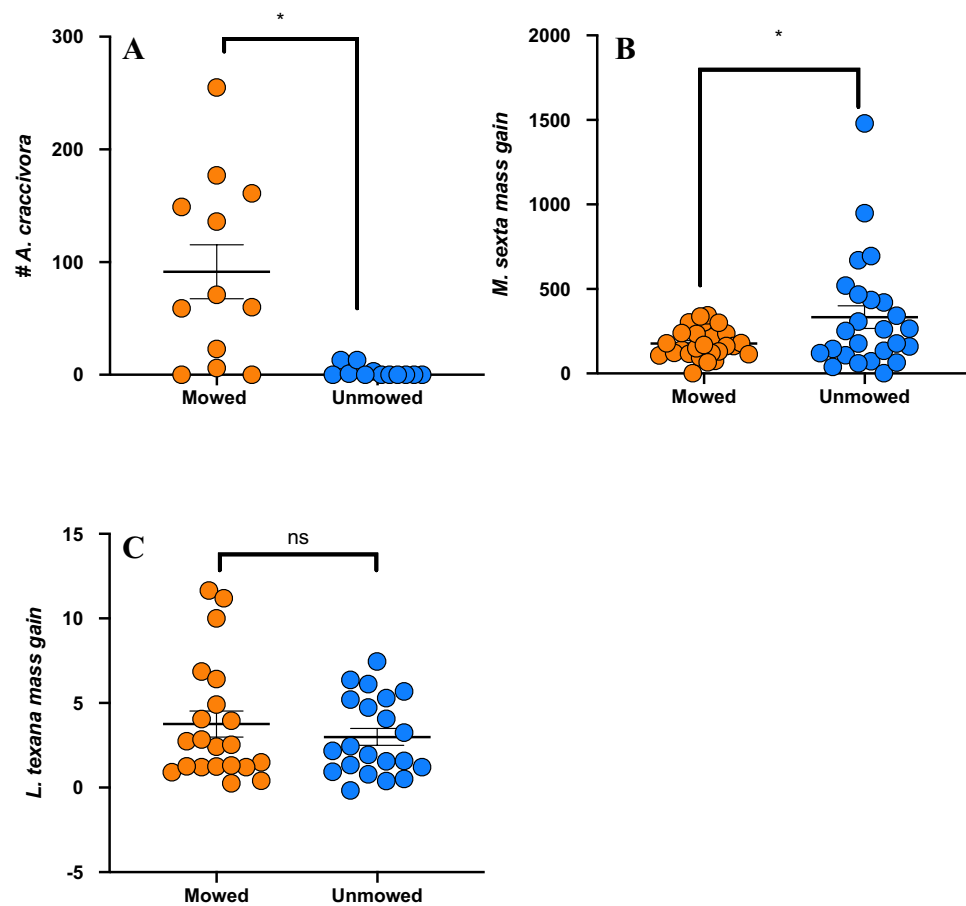 A
*
# A. craccivora
300
200
100
0
Mowed Unmowed
B
*
M. sexta mass gain
2000
1500
1000
500
0
Mowed Unmowed
C
ns
L. texana mass gain
15
10
5
0
-5
Mowed Unmowed